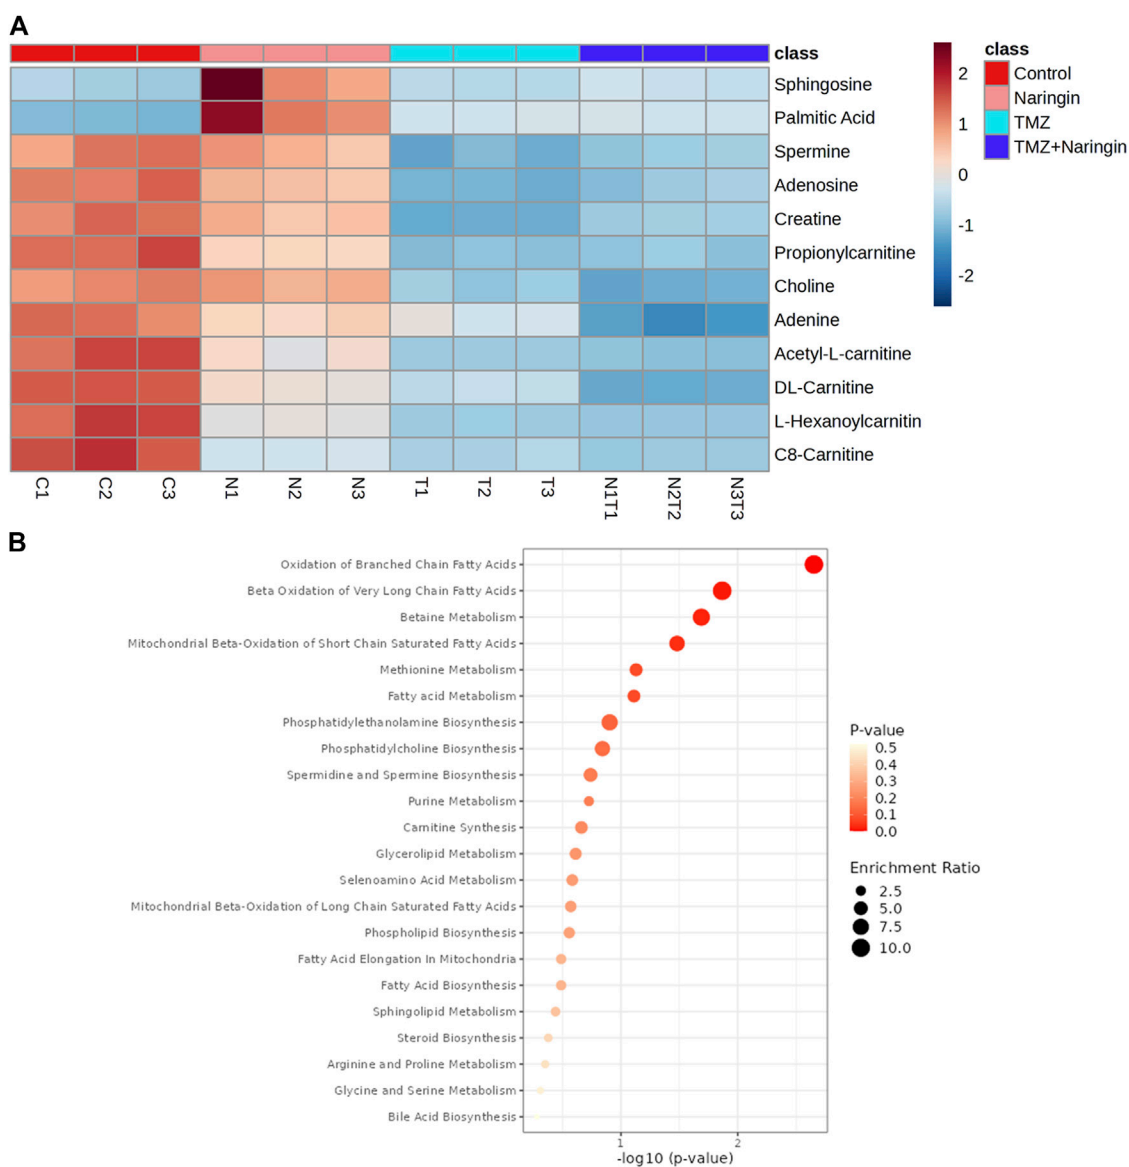 A
class
Sphingosine
Palmitic Acid
Spermine
Adenosine
Creatine
Propionylcarnitine
Choline
Adenine
Acetyl-L-carnitine
DL-Carnitine
L-Hexanoylcarnitin
C8-Carnitine
C1 C2 C3 N1 N2 N3 T1 T2 T3 N1T1 N2T2 N3T3
2
1
0
-1
-2
class
Control
Naringin
TMZ
TMZ+Naringin
B
Oxidation of Branched Chain Fatty Acids
Beta Oxidation of Very Long Chain Fatty Acids
Betaine Metabolism
Mitochondrial Beta-Oxidation of Short Chain Saturated Fatty Acids
Methionine Metabolism
Fatty acid Metabolism
Phosphatidylethanolamine Biosynthesis
Phosphatidylcholine Biosynthesis
Spermidine and Spermine Biosynthesis
Purine Metabolism
Carnitine Synthesis
Glycerolipid Metabolism
Selenoamino Acid Metabolism
Mitochondrial Beta-Oxidation of Long Chain Saturated Fatty Acids
Phospholipid Biosynthesis
Fatty Acid Elongation In Mitochondria
Fatty Acid Biosynthesis
Sphingolipid Metabolism
Steroid Biosynthesis
Arginine and Proline Metabolism
Glycine and Serine Metabolism
Bile Acid Biosynthesis
1 2
-log10 (p-value)
P-value
0.5
0.4
0.3
0.2
0.1
0.0
Enrichment Ratio
2.5
5.0
7.5
10.0